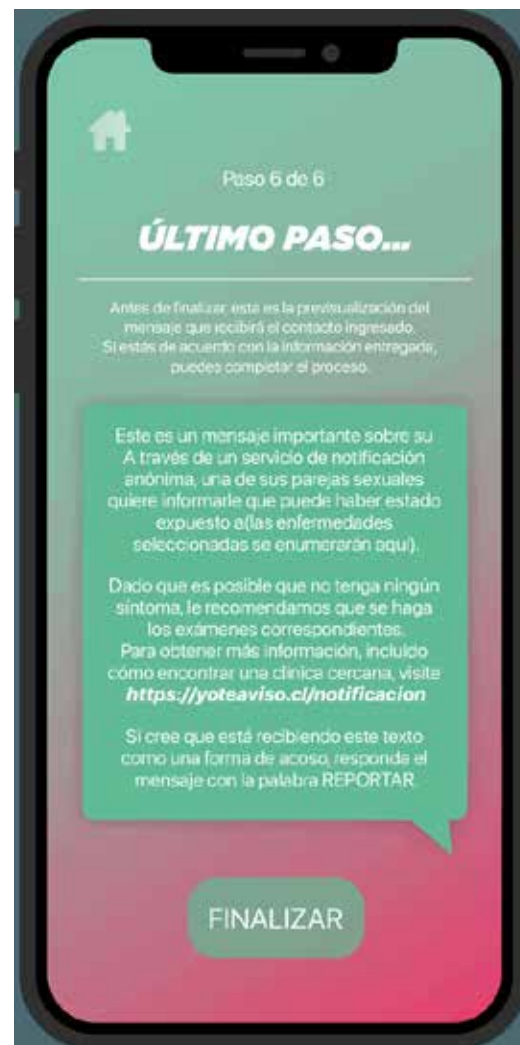 Paso 6 de 6
ÚLTIMO PASO...
Antes de finalizar, esta es la previsualización del
mensaje que recibirá el contacto ingresado.
Si estás de acuerdo con la información entregada,
puedes completar el proceso.
Este es un mensaje importante sobre su
A través de un servicio de notificación
anónima, una de sus parejas sexuales
quiere informarle que puede haber estado
expuesto a(las enfermedades
seleccionadas se enumerarán aquí).
Dado que es posible que no tenga ningún
síntoma, le recomendamos que se haga
los exámenes correspondientes.
Para obtener más información, incluido
cómo encontrar una clínica cercana, visite
https://yoteaviso.cl/notificacion
Si cree que está recibiendo este texto
como una forma de acoso, responda el
mensaje con la palabra REPORTAR.
FINALIZAR